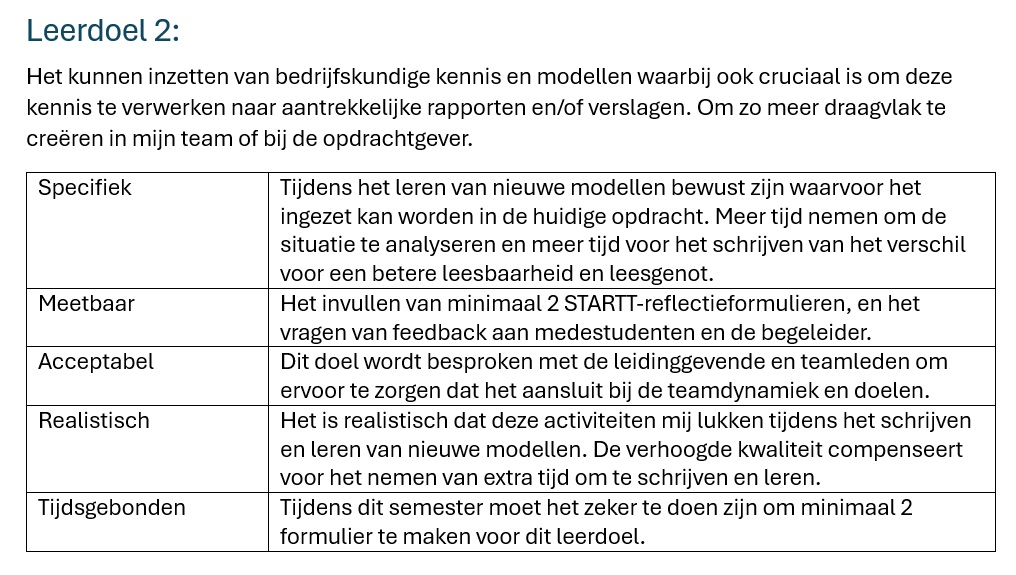 Leerdoel 2:
Het kunnen inzetten van bedrijfskundige kennis en modellen waarbij ook cruciaal is om deze
kennis te verwerken naar aantrekkelijke rapporten en/of verslagen. Om zo meer draagvlak te
creëren in mijn team of bij de opdrachtgever.
Specifiek
Tijdens het leren van nieuwe modellen bewust zijn waarvoor het
ingezet kan worden in de huidige opdracht. Meer tijd nemen om de
situatie te analyseren en meer tijd voor het schrijven van het verschil
voor een betere leesbaarheid en leesgenot.
Meetbaar
Het invullen van minimaal 2 STARTT-reflectieformulieren, en het
vragen van feedback aan medestudenten en de begeleider.
Acceptabel
Dit doel wordt besproken met de leidinggevende en teamleden om
ervoor te zorgen dat het aansluit bij de teamdynamiek en doelen.
Realistisch
Het is realistisch dat deze activiteiten mij lukken tijdens het schrijven
en leren van nieuwe modellen. De verhoogde kwaliteit compenseert
voor het nemen van extra tijd om te schrijven en leren.
Tijdsgebonden
Tijdens dit semester moet het zeker te doen zijn om minimaal 2
formulier te maken voor dit leerdoel.